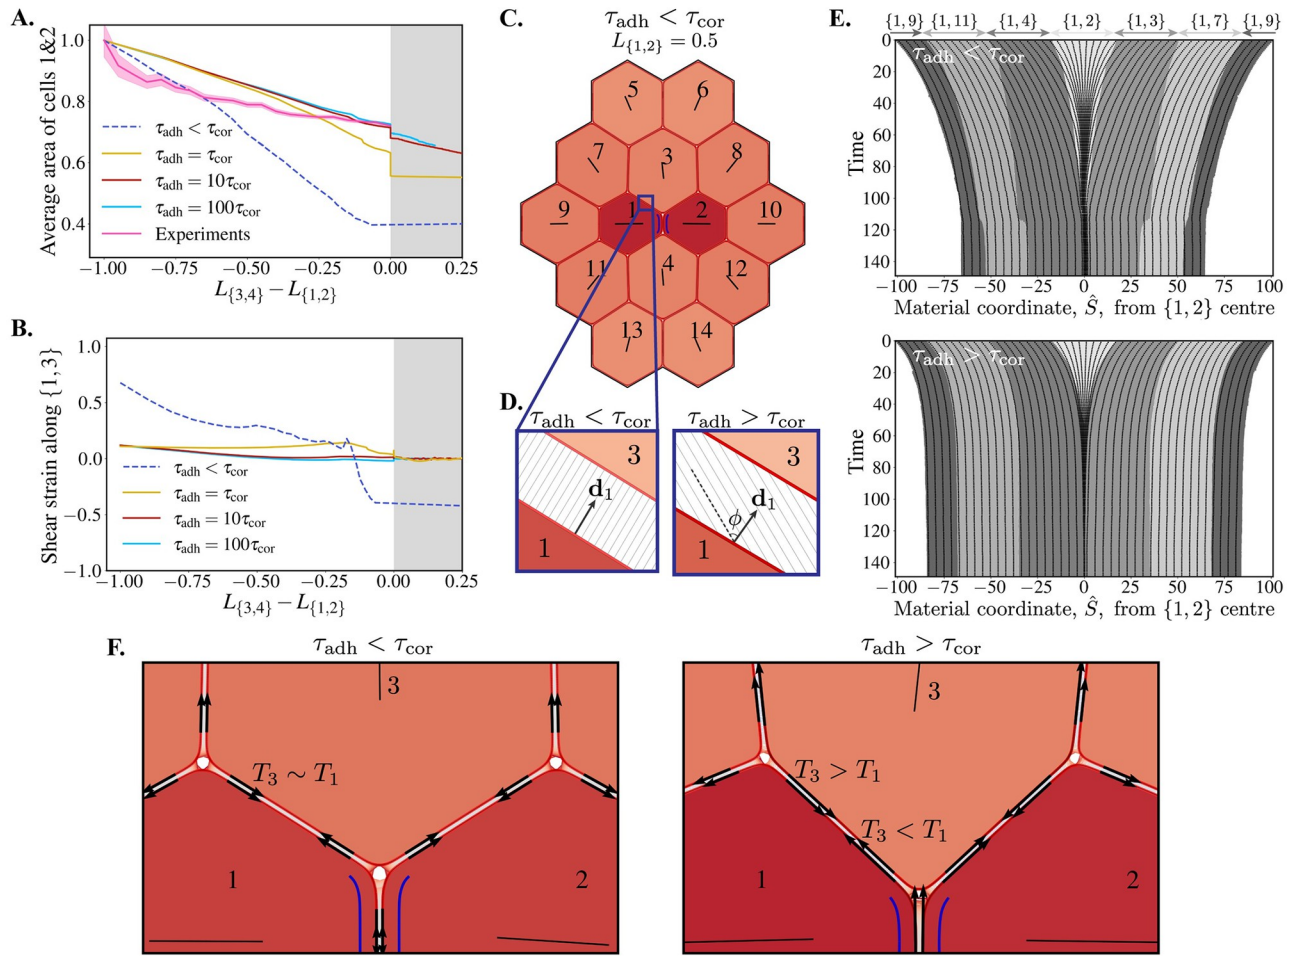 A.
Average area of cells 1&2
1.0
0.8
0.6
0.4
τadh < τcor
τadh = τcor
τadh = 10τcor
τadh = 100τcor
Experiments
−1.00 −0.75 −0.50 −0.25 0.00 0.25
L{3,4} − L{1,2}
B.
Shear strain along {1, 3}
1.0
0.5
0.0
−0.5
−1.0
τadh < τcor
τadh = τcor
τadh = 10τcor
τadh = 100τcor
−1.00 −0.75 −0.50 −0.25 0.00 0.25
L{3,4} − L{1,2}
C.
τadh < τcor
L{1,2} = 0.5
5 6
7 3 8
9 1 2 10
11 4 12
13 14
D.
τadh < τcor τadh > τcor
3 d1 1
3 d1 ϕ 1
E.
{1, 9} {1, 11} {1, 4} {1, 2} {1, 3} {1, 7} {1, 9}
τadh < τcor
Time
0
20
40
60
80
100
120
140
−100 −75 −50 −25 0 25 50 75 100
Material coordinate, Ŝ, from {1, 2} centre
τadh > τcor
Time
0
20
40
60
80
100
120
140
−100 −75 −50 −25 0 25 50 75 100
Material coordinate, Ŝ, from {1, 2} centre
F.
τadh < τcor
3
T3 ∼ T1
1 2
τadh > τcor
3
T3 > T1
T3 < T1
1 2